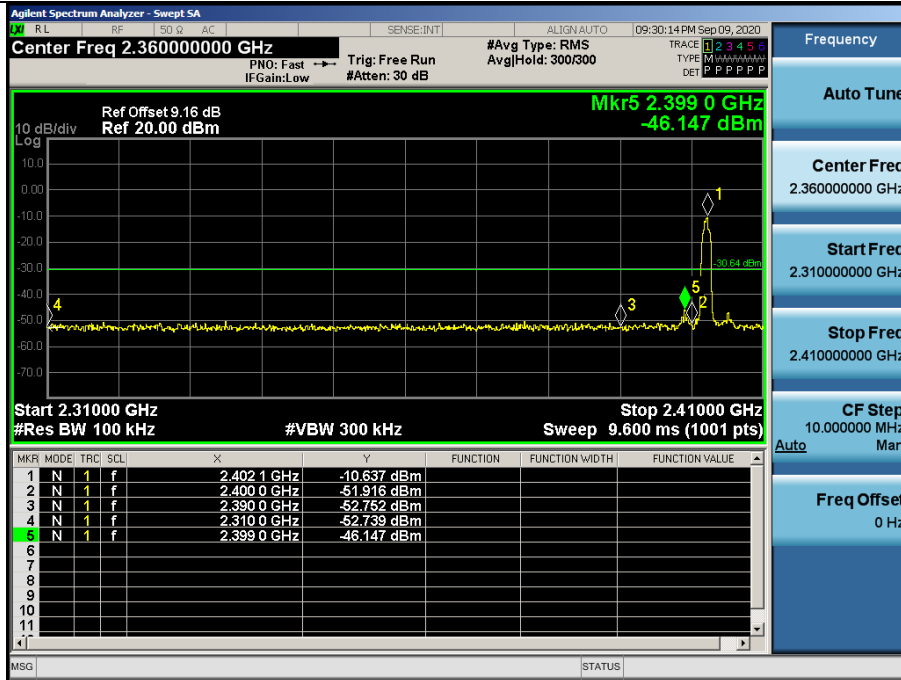 Agilent Spectrum Analyzer - Swept SA
LXI RL RF 50 Ω AC SENSE:INT ALIGN AUTO 09:30:14 PM Sep 09, 2020
Center Freq 2.360000000 GHz
PNO: Fast
IFGain:Low
Trig: Free Run
#Atten: 30 dB
#Avg Type: RMS
Avg|Hold: 300/300
TRACE 1 2 3 4 5 6
TYPE M
DET P P P P P P
Ref Offset 9.16 dB
10 dB/div Ref 20.00 dBm
Log
Mkr5 2.399 0 GHz
-46.147 dBm
10.0
0.00
-10.0
-20.0
-30.0
-40.0
-50.0
-60.0
-70.0
1
-30.64 dBm
5
4
3
2
Start 2.31000 GHz Stop 2.41000 GHz
#Res BW 100 kHz #VBW 300 kHz Sweep 9.600 ms (1001 pts)
MKR MODE TRC SCL X Y FUNCTION FUNCTION WIDTH FUNCTION VALUE
1 N 1 f 2.402 1 GHz -10.637 dBm
2 N 1 f 2.400 0 GHz -51.916 dBm
3 N 1 f 2.390 0 GHz -52.752 dBm
4 N 1 f 2.310 0 GHz -52.739 dBm
5 N 1 f 2.399 0 GHz -46.147 dBm
6
7
8
9
10
11
MSG STATUS
Frequency
Auto Tune
Center Freq
2.360000000 GHz
Start Freq
2.310000000 GHz
Stop Freq
2.410000000 GHz
CF Step
10.000000 MHz
Auto Man
Freq Offset
0 Hz